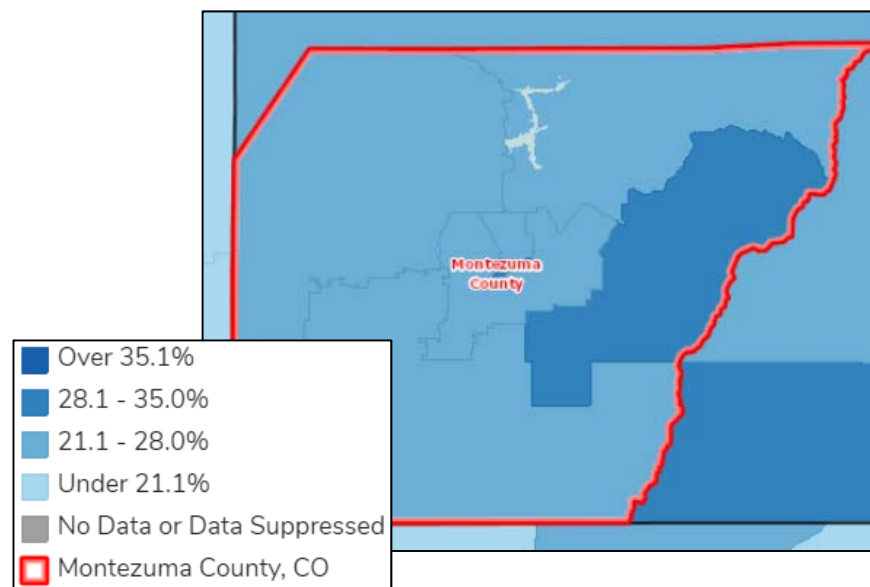 Montezuma
County
Over 35.1%
28.1 - 35.0%
21.1 - 28.0%
Under 21.1%
No Data or Data Suppressed
Montezuma County, CO